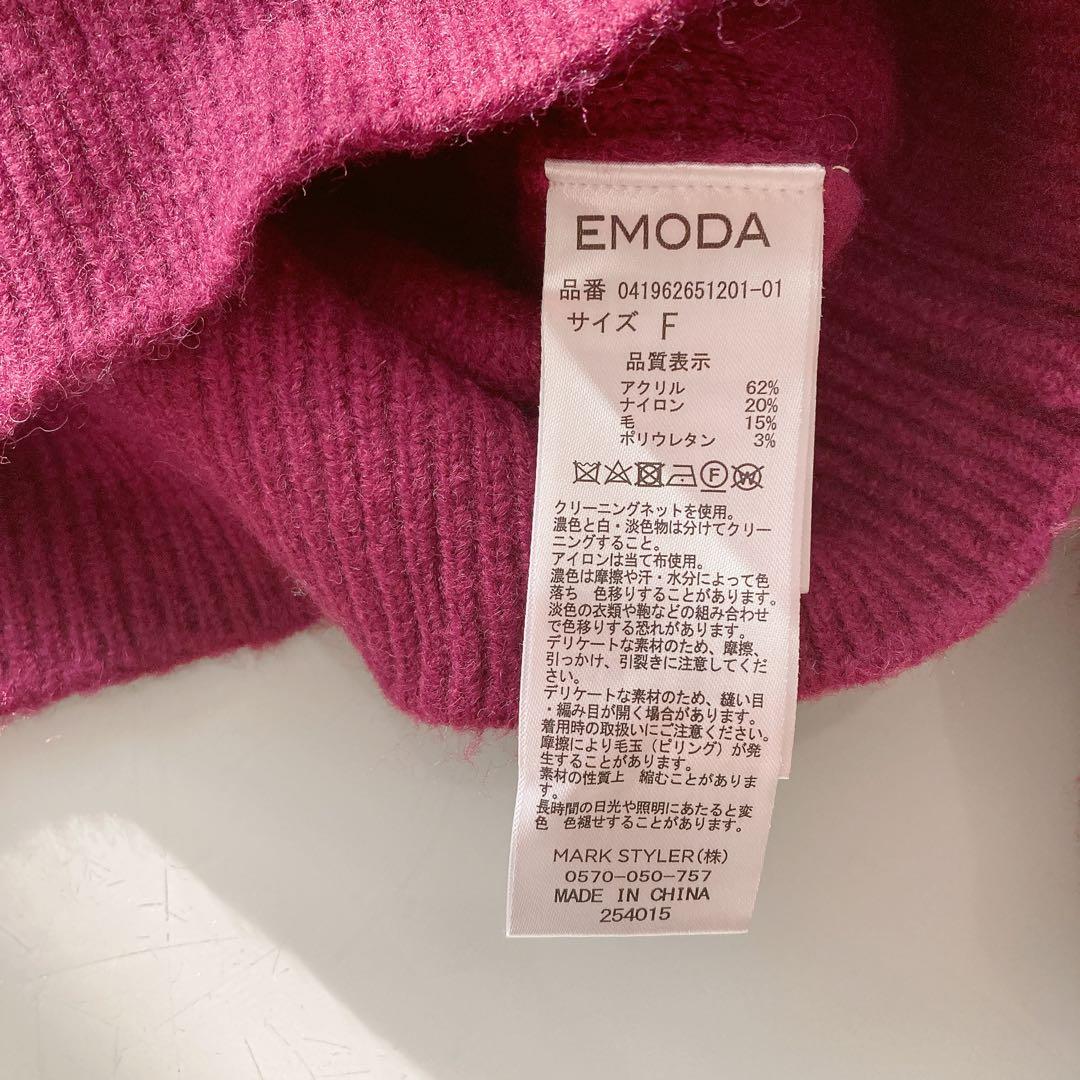 EMODA
品番 041962651201-01
サイズ F
品質表示
アクリル 62%
ナイロン 20%
毛 15%
ポリウレタン 3%
F W
クリーニングネットを使用。
濃色と白・淡色物は分けてクリー
ニングすること。
アイロンは当て布使用。
濃色は摩擦や汗・水分によって色
落ち 色移りすることがあります。
淡色の衣類や鞄などの組み合わせ
で色移りする恐れがあります。
デリケートな素材のため、摩擦、
引っかけ、引裂きに注意してくだ
さい。
デリケートな素材のため、縫い目
・編み目が開く場合があります。
着用時の取扱いにご注意ください。
摩擦により毛玉(ピリング)が発
生することがあります。
素材の性質上 縮むことがありま
す。
長時間の日光や照明にあたると変
色 色褪せすることがあります。
MARK STYLER(株)
0570-050-757
MADE IN CHINA
254015